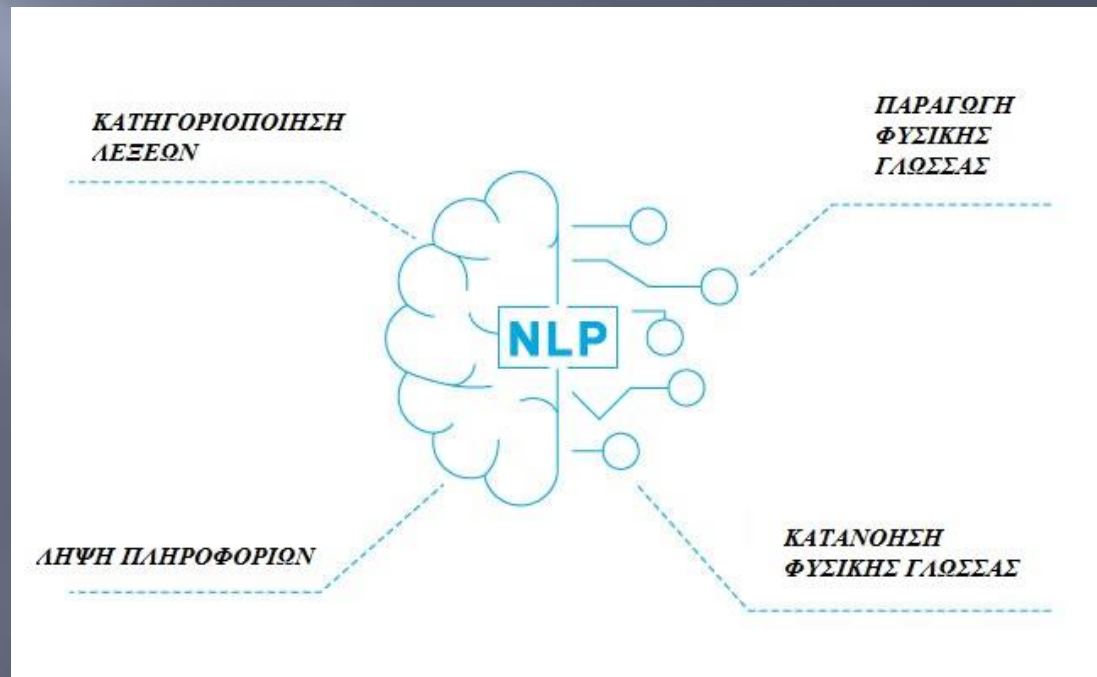 ΚΑΤΗΓΟΡΙΟΠΟΙΗΣΗ
ΛΕΞΕΩΝ
ΠΑΡΑΓΩΓΗ
ΦΥΣΙΚΗΣ
ΓΛΩΣΣΑΣ
NLP
ΛΗΨΗ ΠΛΗΡΟΦΟΡΙΩΝ
ΚΑΤΑΝΟΗΣΗ
ΦΥΣΙΚΗΣ ΓΛΩΣΣΑΣ